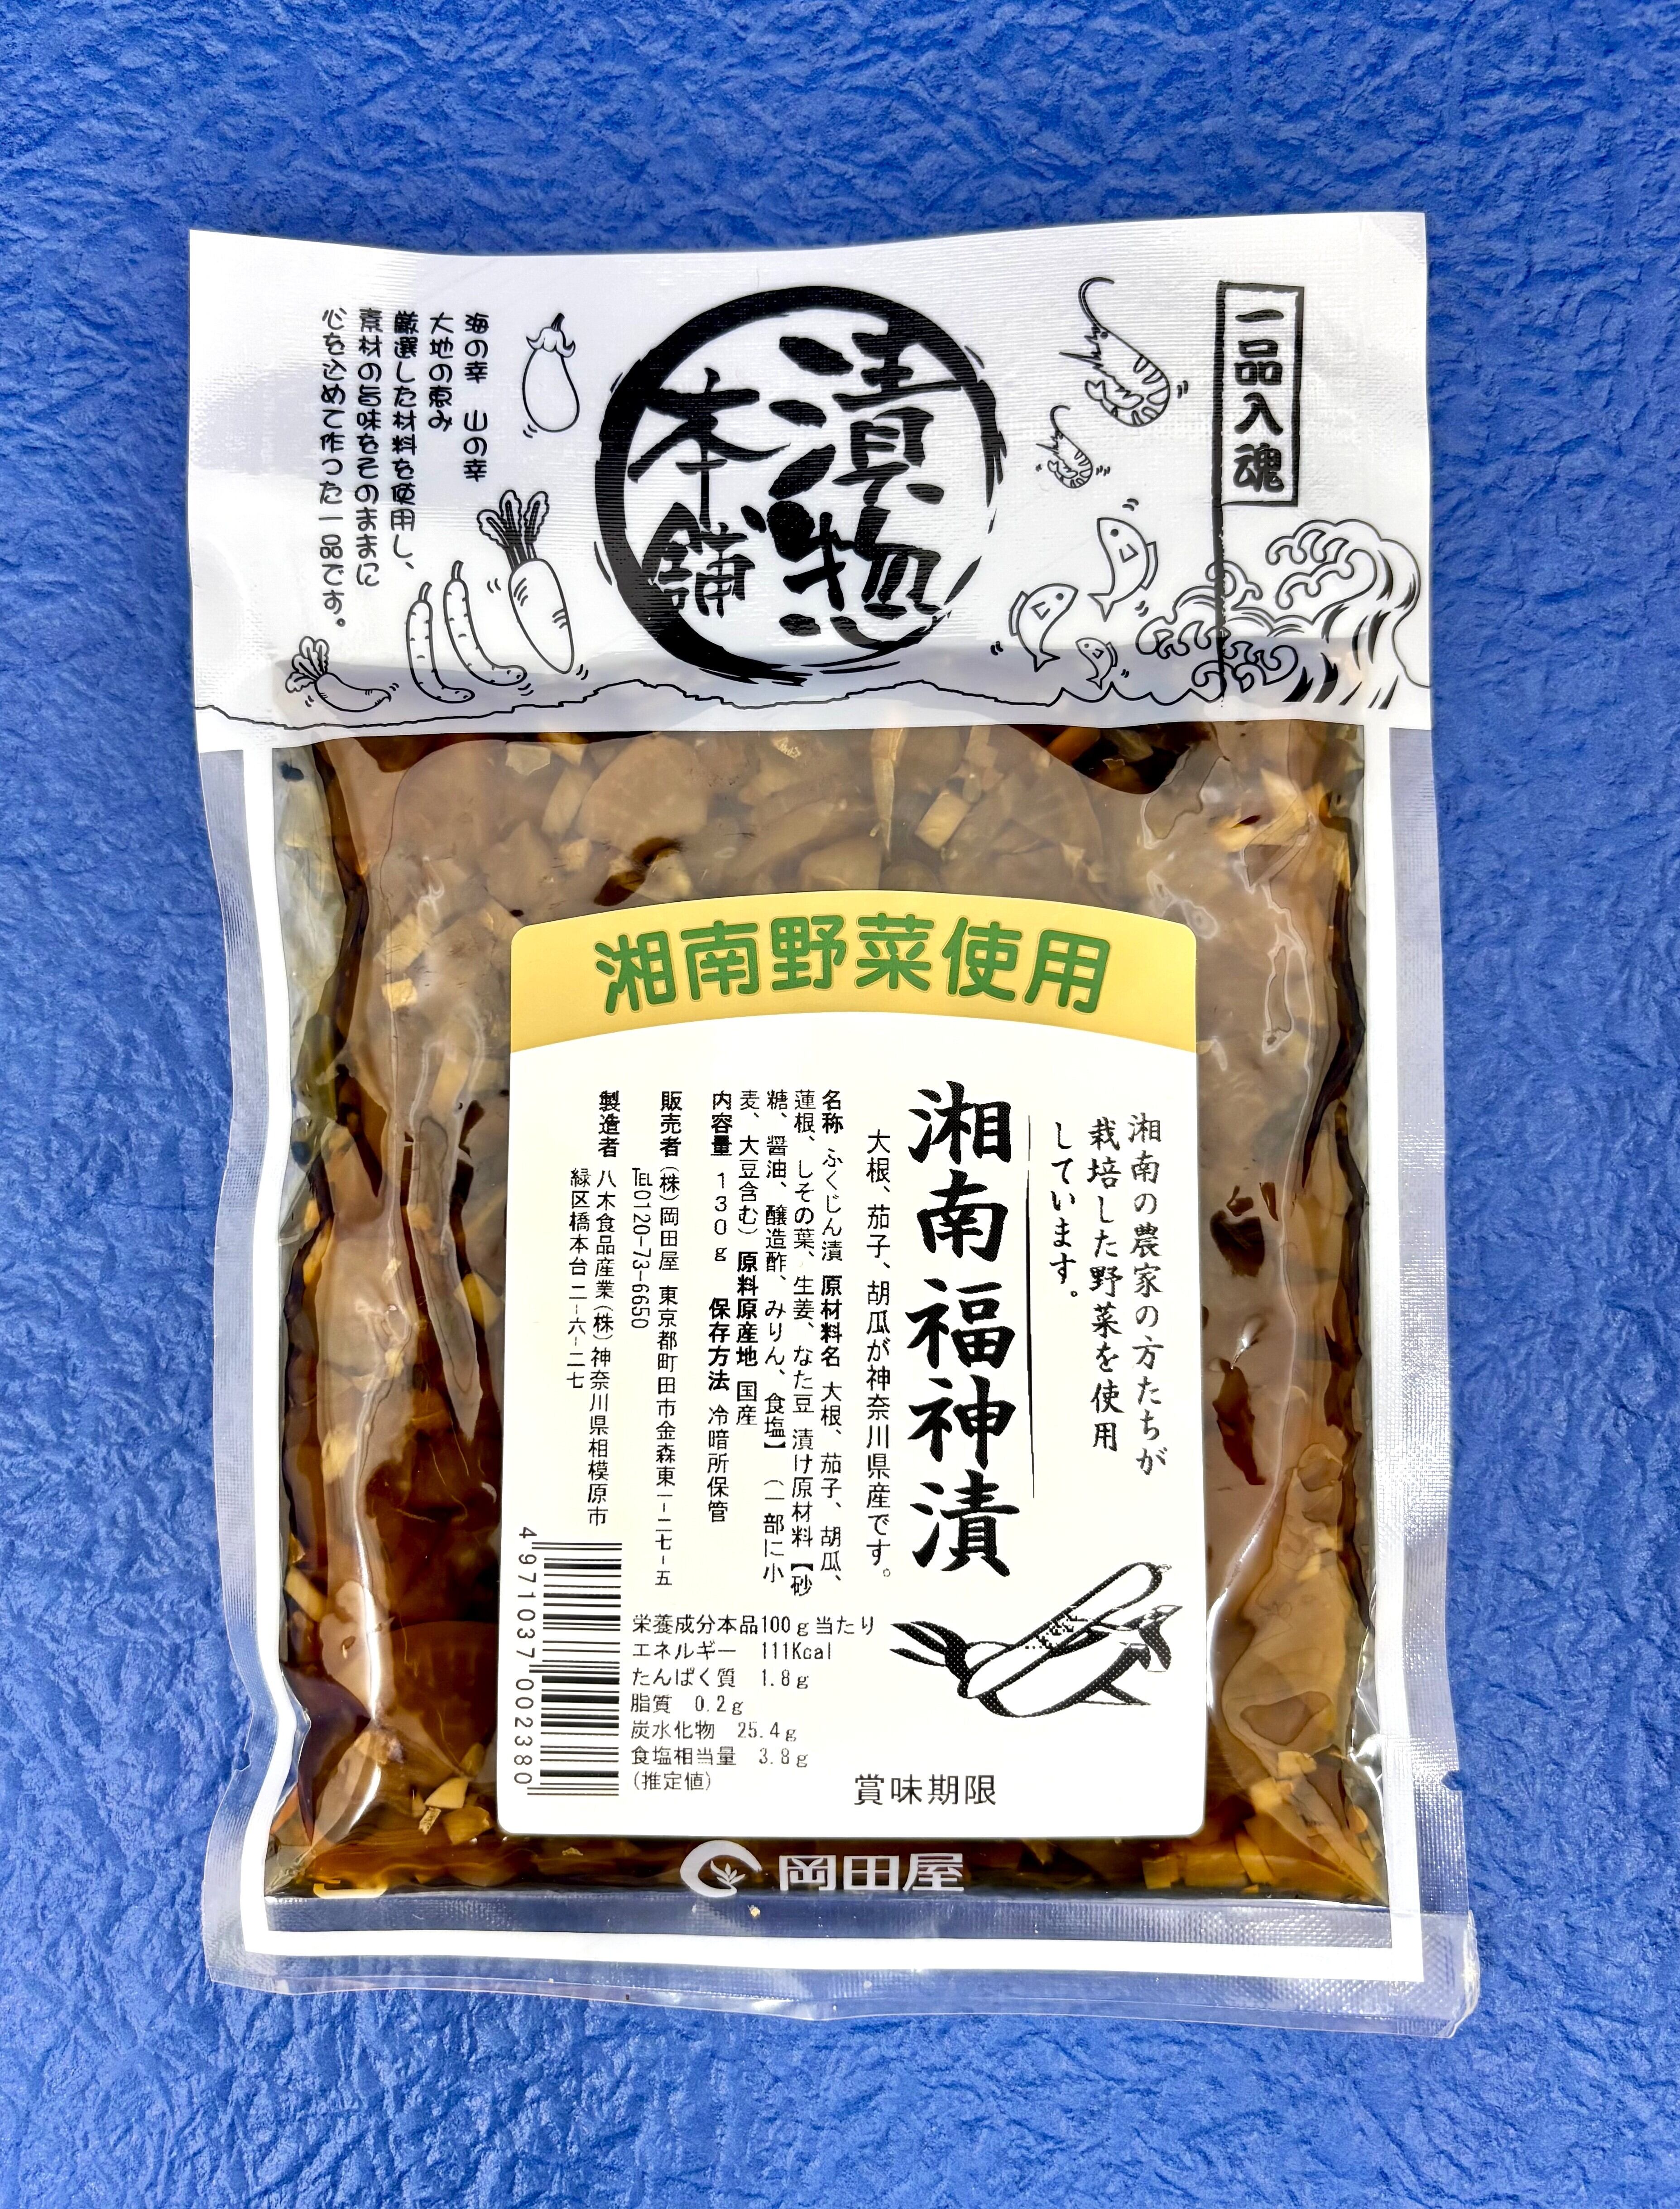 一品入魂
漬物
本舗
海の幸　山の幸
大地の恵み
厳選した材料を使用し、
素材の旨味をそのままに
心を込めて作った一品です。
湘南野菜使用
湘南の農家の方たちが
栽培した野菜を使用
しています。
湘南福神漬
大根、茄子、胡瓜が神奈川県産です。
名称 ふくじん漬 原材料名 大根、茄子、胡瓜、
蓮根、しその葉、生姜、なた豆 漬け原材料【砂
糖、醤油、醸造酢、みりん、食塩】(一部に小
麦、大豆含む) 原料原産地 国産
内容量 130g 保存方法 冷暗所保管
販売者 (株)岡田屋 東京都町田市金森東一-二七-五
TEL0120-73-6650
製造者 八木食品産業(株)神奈川県相模原市
緑区橋本台二-六-二七
栄養成分本品100g当たり
エネルギー 111Kcal
たんぱく質 1.8g
脂質 0.2g
炭水化物 25.4g
食塩相当量 3.8g
(推定値)
4971037002380
賞味期限
岡田屋